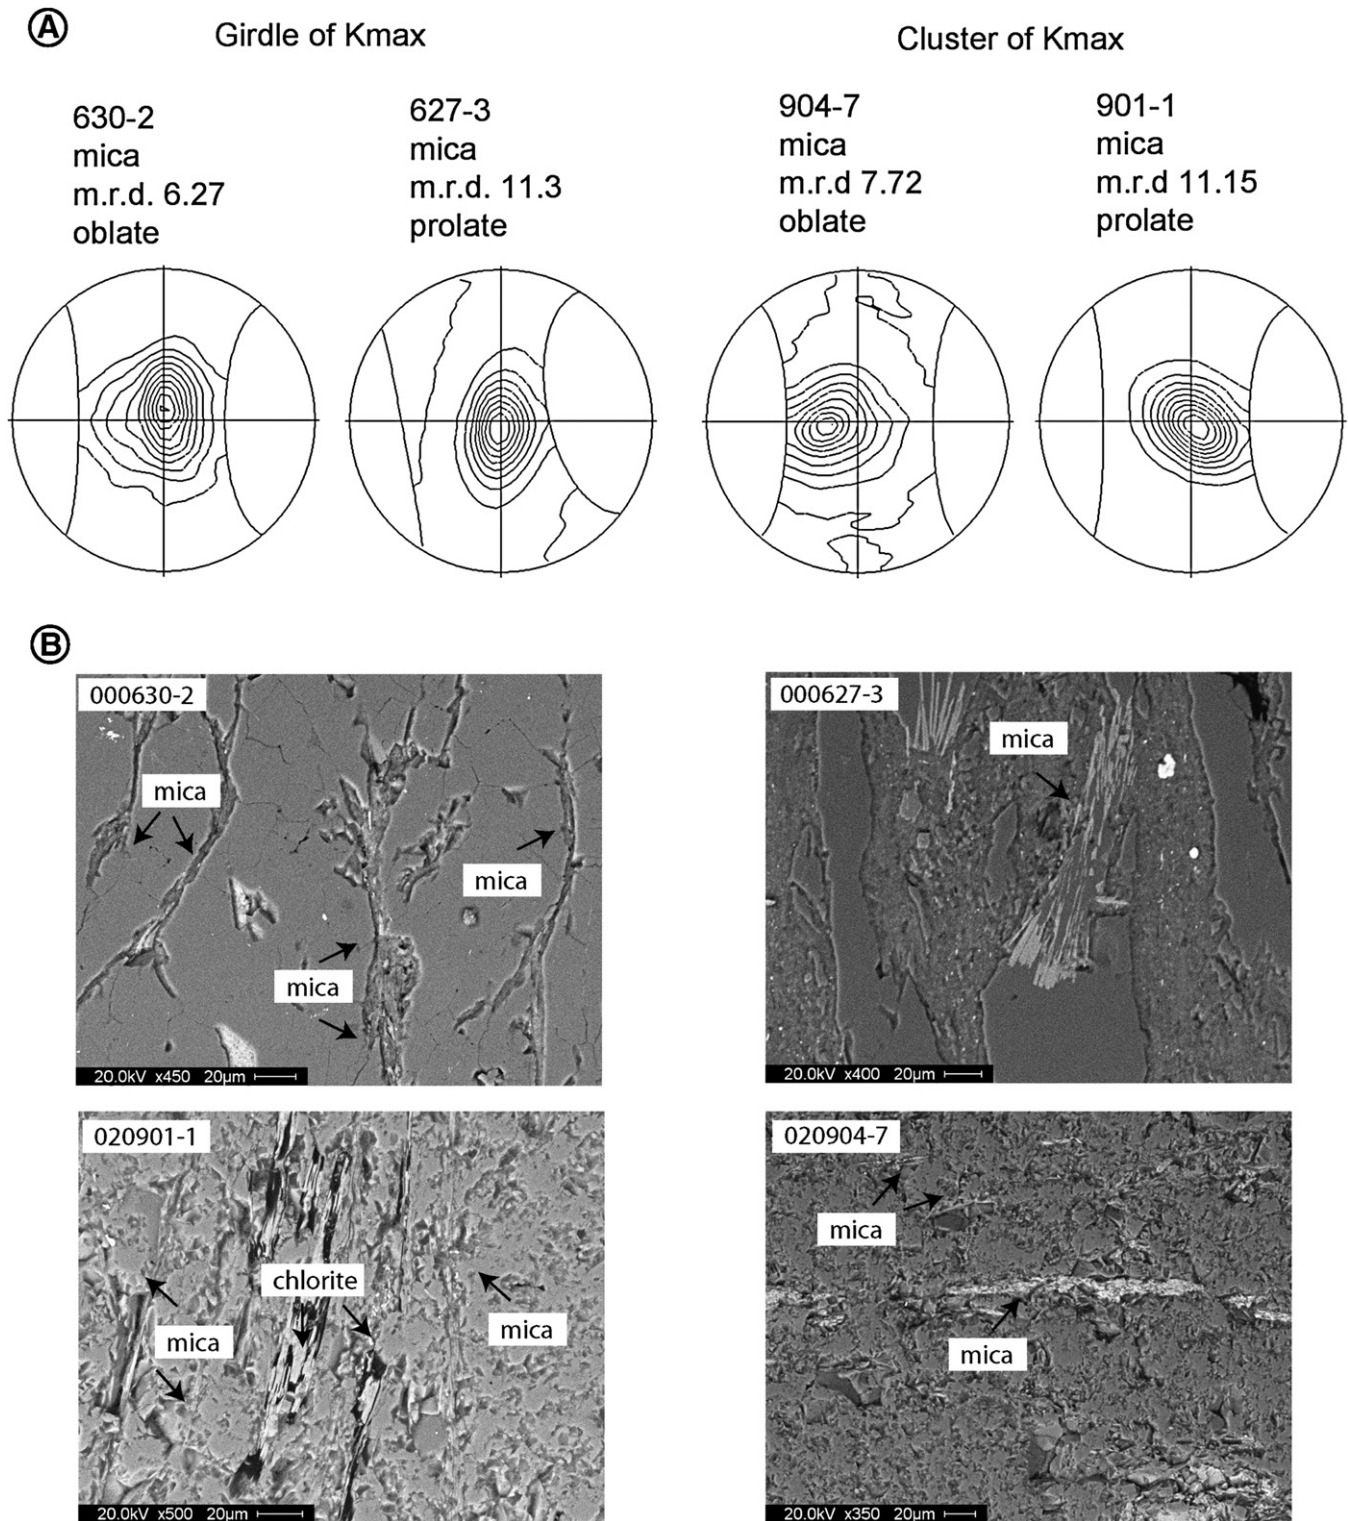 A
Girdle of Kmax
Cluster of Kmax
630-2
mica
m.r.d. 6.27
oblate
627-3
mica
m.r.d. 11.3
prolate
904-7
mica
m.r.d 7.72
oblate
901-1
mica
m.r.d 11.15
prolate
B
000630-2
mica
mica
mica
20.0kV x450 20µm
000627-3
mica
20.0kV x400 20µm
020901-1
chlorite
mica
mica
20.0kV x500 20µm
020904-7
mica
mica
20.0kV x350 20µm